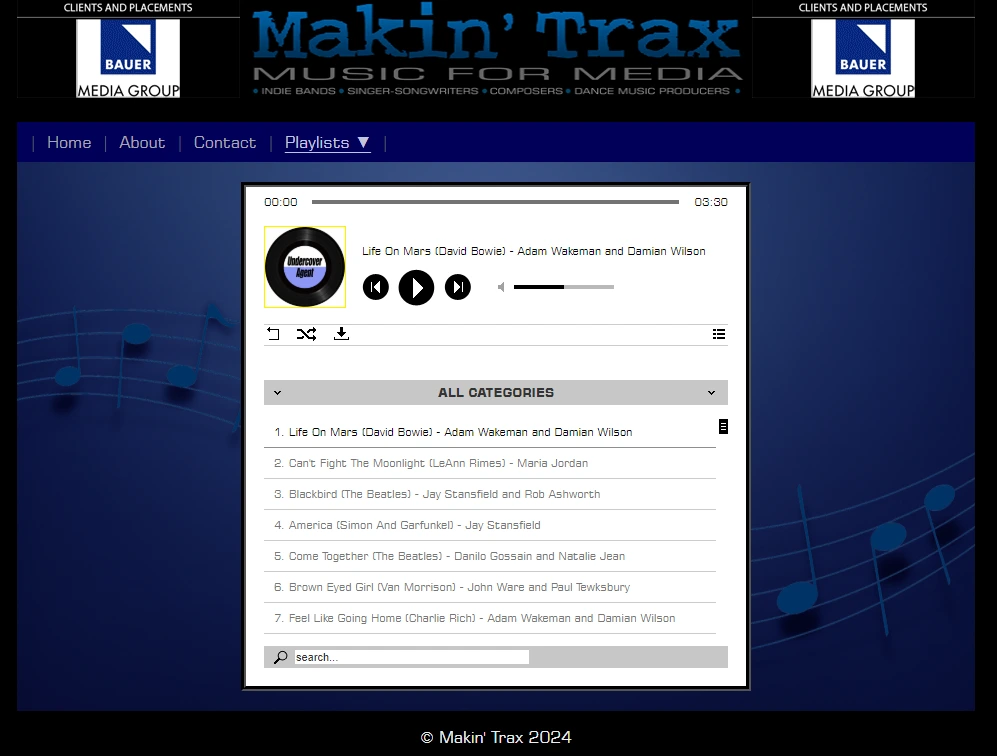 CLIENTS AND PLACEMENTS
BAUER
MEDIA GROUP
Makin' Trax
MUSIC FOR MEDIA
• INDIE BANDS • SINGER-SONGWRITERS • COMPOSERS • DANCE MUSIC PRODUCERS •
CLIENTS AND PLACEMENTS
BAUER
MEDIA GROUP
| Home | About | Contact | Playlists ▼ |
00:00 03:30
Undercover
Agent
Life On Mars (David Bowie) - Adam Wakeman and Damian Wilson
ALL CATEGORIES
1. Life On Mars (David Bowie) - Adam Wakeman and Damian Wilson
2. Can't Fight The Moonlight (LeAnn Rimes) - Maria Jordan
3. Blackbird (The Beatles) - Jay Stansfield and Rob Ashworth
4. America (Simon And Garfunkel) - Jay Stansfield
5. Come Together (The Beatles) - Danilo Gossain and Natalie Jean
6. Brown Eyed Girl (Van Morrison) - John Ware and Paul Tewksbury
7. Feel Like Going Home (Charlie Rich) - Adam Wakeman and Damian Wilson
search...
© Makin' Trax 2024